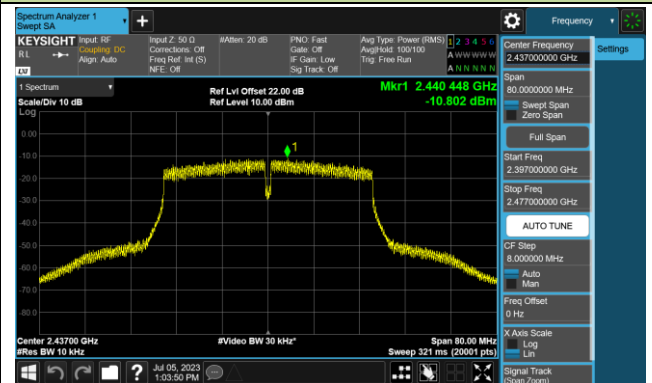 Spectrum Analyzer 1
Swept SA
Frequency
KEYSIGHT Input: RF
Coupling: DC
Align: Auto
RL
LXI
Input Z: 50 Ω
Corrections: Off
Freq Ref: Int (S)
NFE: Off
#Atten: 20 dB
PNO: Fast
Gate: Off
IF Gain: Low
Sig Track: Off
Avg Type: Power (RMS)
Avg|Hold: 100/100
Trig: Free Run
1 2 3 4 5 6
A W W W W W
A N N N N N
1 Spectrum
Scale/Div 10 dB
Log
Ref Lvl Offset 22.00 dB
Ref Level 10.00 dBm
Mkr1 2.440 448 GHz
-10.802 dBm
1
0.00
-10.0
-20.0
-30.0
-40.0
-50.0
-60.0
-70.0
-80.0
Center 2.43700 GHz
#Res BW 10 kHz
#Video BW 30 kHz*
Span 80.00 MHz
Sweep 321 ms (20001 pts)
Jul 05, 2023
1:03:50 PM
Center Frequency
2.437000000 GHz
Settings
Span
80.0000000 MHz
Swept Span
Zero Span
Full Span
Start Freq
2.397000000 GHz
Stop Freq
2.477000000 GHz
AUTO TUNE
CF Step
8.000000 MHz
Auto
Man
Freq Offset
0 Hz
X Axis Scale
Log
Lin
Signal Track
(Span Zoom)